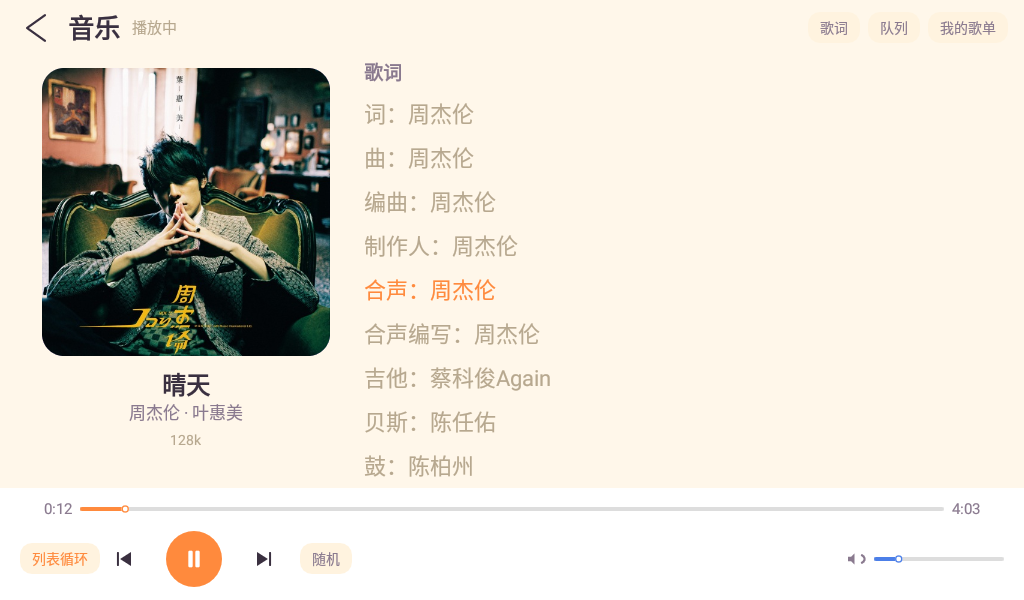 音乐 播放中
歌词 队列 我的歌单
叶惠美
周杰伦
Jay
晴天
周杰伦 · 叶惠美
128k
歌词
词：周杰伦
曲：周杰伦
编曲：周杰伦
制作人：周杰伦
合声：周杰伦
合声编写：周杰伦
吉他：蔡科俊Again
贝斯：陈任佑
鼓：陈柏州
0:12 4:03
列表循环 随机